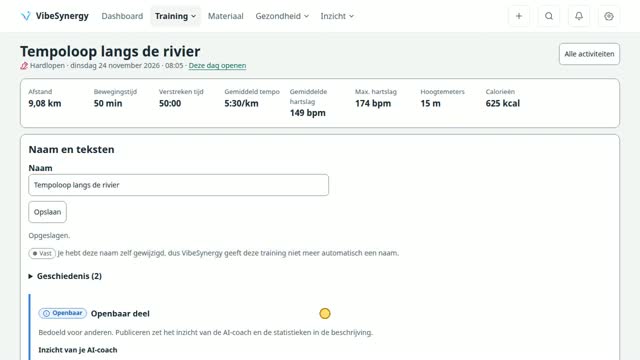 VibeSynergy Dashboard Training Materiaal Gezondheid Inzicht
Tempoloop langs de rivier
Hardlopen · dinsdag 24 november 2026 · 08:05 · Deze dag openen
Alle activiteiten
Afstand
9,08 km
Bewegingstijd
50 min
Verstreken tijd
50:00
Gemiddeld tempo
5:30/km
Gemiddelde
hartslag
149 bpm
Max. hartslag
174 bpm
Hoogtemeters
15 m
Calorieën
625 kcal
Naam en teksten
Naam
Tempoloop langs de rivier
Opslaan
Opgeslagen.
Vast Je hebt deze naam zelf gewijzigd, dus VibeSynergy geeft deze training niet meer automatisch een naam.
Geschiedenis (2)
Openbaar Openbaar deel
Bedoeld voor anderen. Publiceren zet het inzicht van de AI-coach en de statistieken in de beschrijving.
Inzicht van je AI-coach